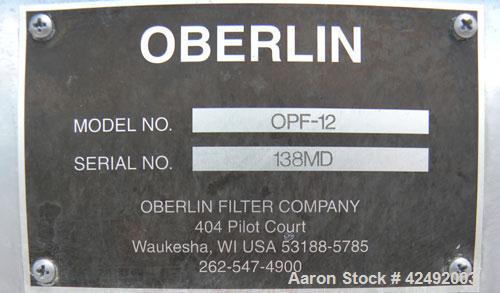 OBERLIN
MODEL NO. OPF-12
SERIAL NO. 138MD
OBERLIN FILTER COMPANY
404 Pilot Court
Waukesha, WI USA 53188-5785
262-547-4900
Aaron Stock # 42492003